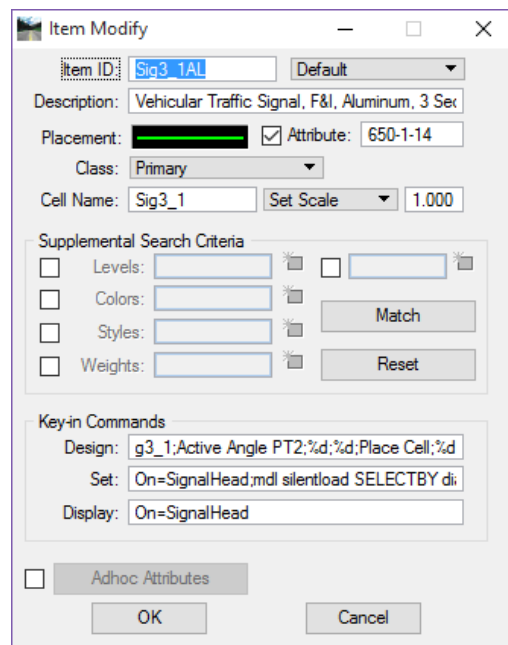 Item Modify
Item ID: Sig3_1AL Default
Description: Vehicular Traffic Signal, F&I, Aluminum, 3 Sec
Placement: Attribute: 650-1-14
Class: Primary
Cell Name: Sig3_1 Set Scale 1.000
Supplemental Search Criteria
Levels:
Colors:
Match
Styles:
Weights: Reset
Key-in Commands
Design: g3_1;Active Angle PT2;%d;%d;Place Cell;%d
Set: On=SignalHead;mdl silentload SELECTBY di
Display: On=SignalHead
Adhoc Attributes
OK Cancel